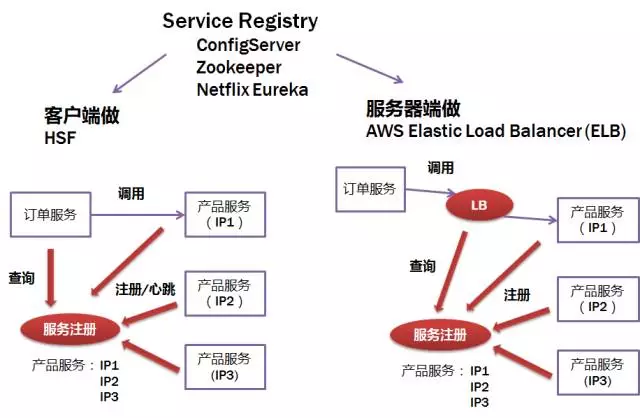 Service Registry
ConfigServer
Zookeeper
Netflix Eureka
客户端做
HSF
订单服务
调用
产品服务
（IP1）
查询
注册/心跳
产品服务
（IP2）
服务注册
产品服务：IP1
IP2
IP3
产品服务
(IP3)
服务器端做
AWS Elastic Load Balancer (ELB)
调用
订单服务
LB
产品服务
（IP1）
查询
注册
产品服务
（IP2）
服务注册
产品服务：IP1
IP2
IP3
产品服务
(IP3)